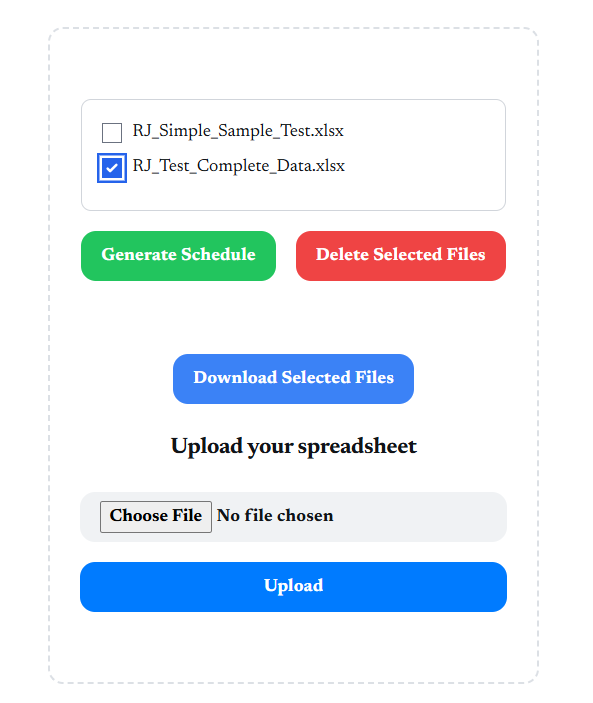 RJ_Simple_Sample_Test.xlsx
RJ_Test_Complete_Data.xlsx
Generate Schedule Delete Selected Files
Download Selected Files
Upload your spreadsheet
Choose File No file chosen
Upload